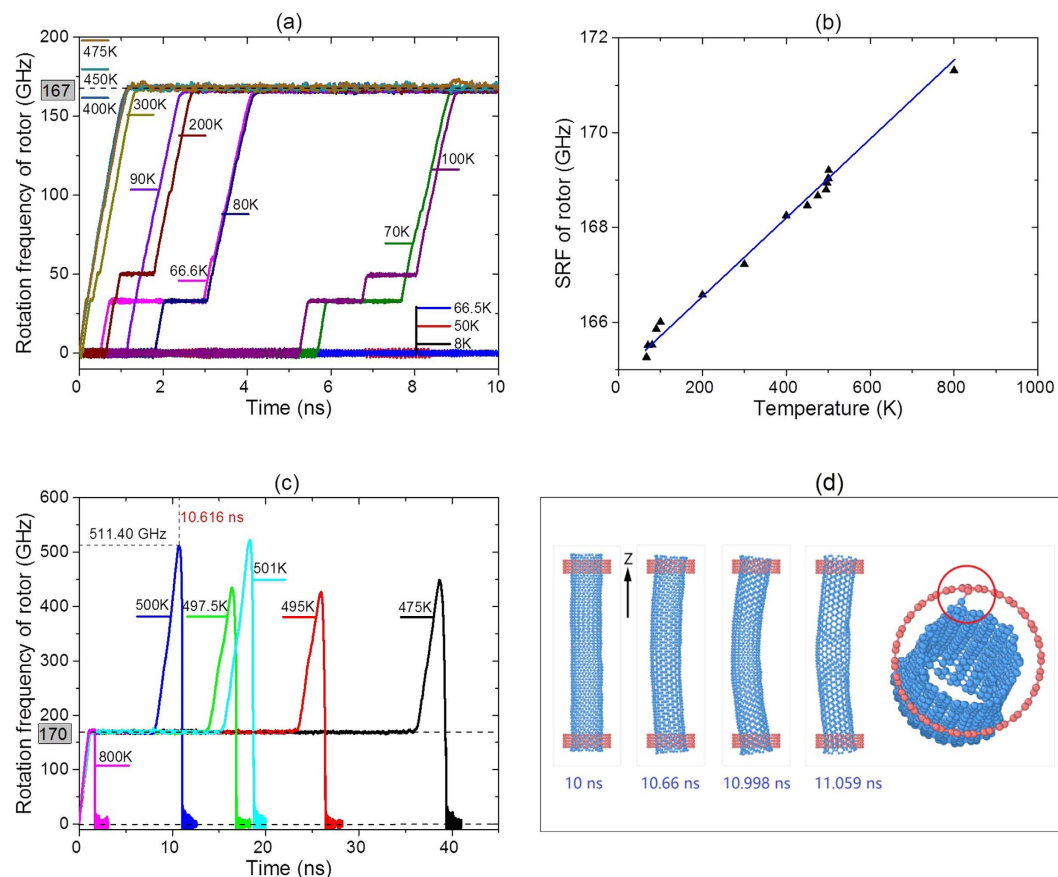 (a)
Rotation frequency of rotor (GHz)
200
150
100
50
0
167
475K
450K
400K
300K
200K
90K
100K
80K
70K
66.6K
66.5K
50K
8K
0 2 4 6 8 10
Time (ns)
(b)
SRF of rotor (GHz)
172
170
168
166
0 200 400 600 800 1000
Temperature (K)
(c)
Rotation frequency of rotor (GHz)
600
500
400
300
200
100
0
170
511.40 GHz
10.616 ns
501K
500K
497.5K
495K
475K
800K
0 10 20 30 40
Time (ns)
(d)
Z
10 ns
10.66 ns
10.998 ns
11.059 ns